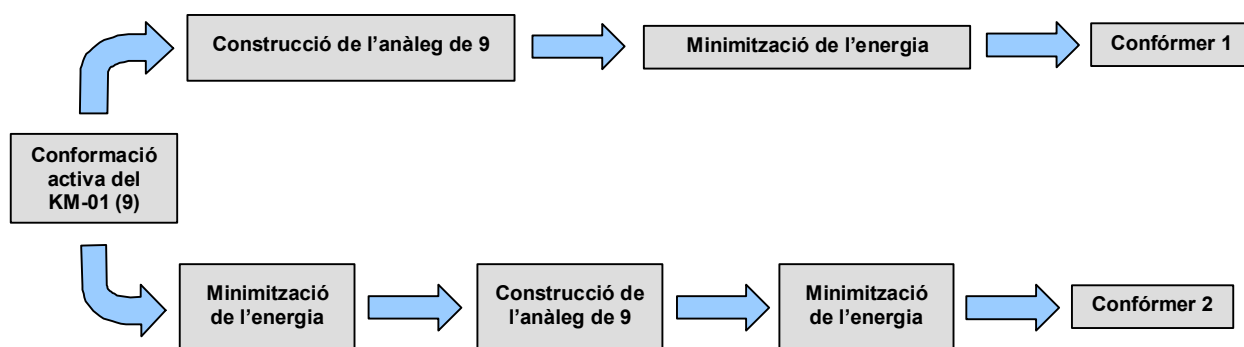 Construcció de l'anàleg de 9
Minimització de l'energia
Confórmer 1
Conformació
activa del
KM-01 (9)
Minimització
de l'energia
Construcció de
l'anàleg de 9
Minimització
de l'energia
Confórmer 2